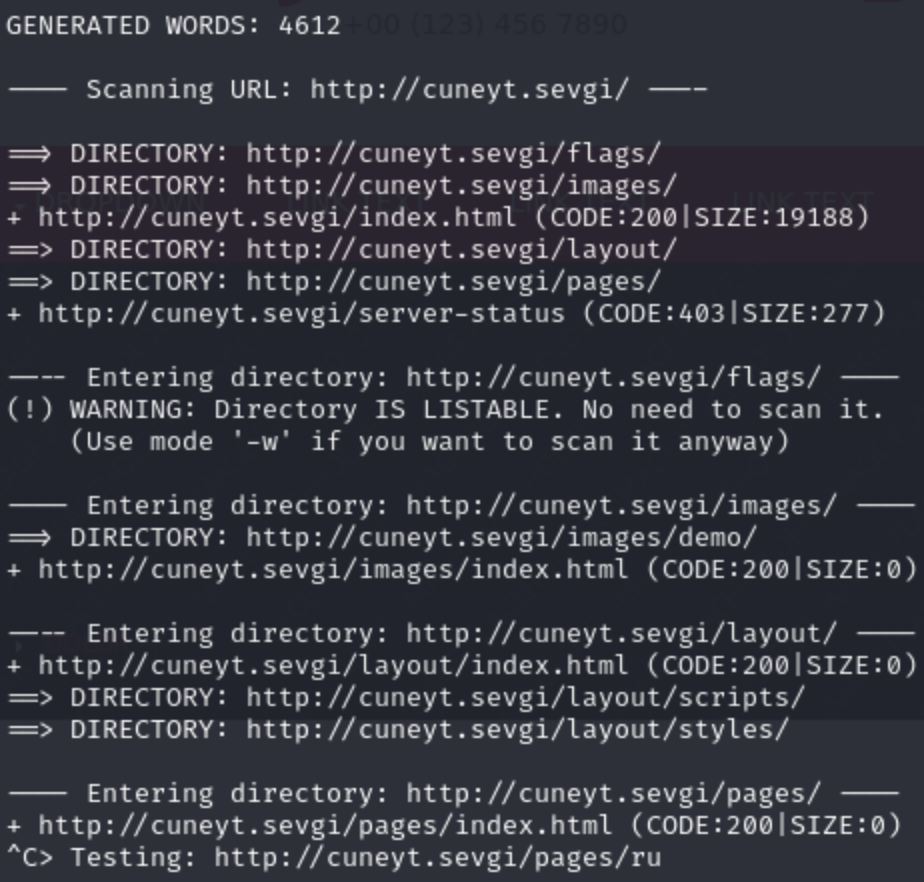 GENERATED WORDS: 4612
+00 (123) 456 7890
---- Scanning URL: http://cuneyt.sevgi/ ----
==> DIRECTORY: http://cuneyt.sevgi/flags/
==> DIRECTORY: http://cuneyt.sevgi/images/
DROPDOWN LINK TEXT LINK TEXT LINK TEXT
+ http://cuneyt.sevgi/index.html (CODE:200|SIZE:19188)
==> DIRECTORY: http://cuneyt.sevgi/layout/
==> DIRECTORY: http://cuneyt.sevgi/pages/
+ http://cuneyt.sevgi/server-status (CODE:403|SIZE:277)
---- Entering directory: http://cuneyt.sevgi/flags/ ----
(!) WARNING: Directory IS LISTABLE. No need to scan it.
(Use mode '-w' if you want to scan it anyway)
---- Entering directory: http://cuneyt.sevgi/images/ ----
==> DIRECTORY: http://cuneyt.sevgi/images/demo/
+ http://cuneyt.sevgi/images/index.html (CODE:200|SIZE:0)
---- Entering directory: http://cuneyt.sevgi/layout/ ----
+ http://cuneyt.sevgi/layout/index.html (CODE:200|SIZE:0)
==> DIRECTORY: http://cuneyt.sevgi/layout/scripts/
==> DIRECTORY: http://cuneyt.sevgi/layout/styles/
---- Entering directory: http://cuneyt.sevgi/pages/ ----
+ http://cuneyt.sevgi/pages/index.html (CODE:200|SIZE:0)
^C> Testing: http://cuneyt.sevgi/pages/ru